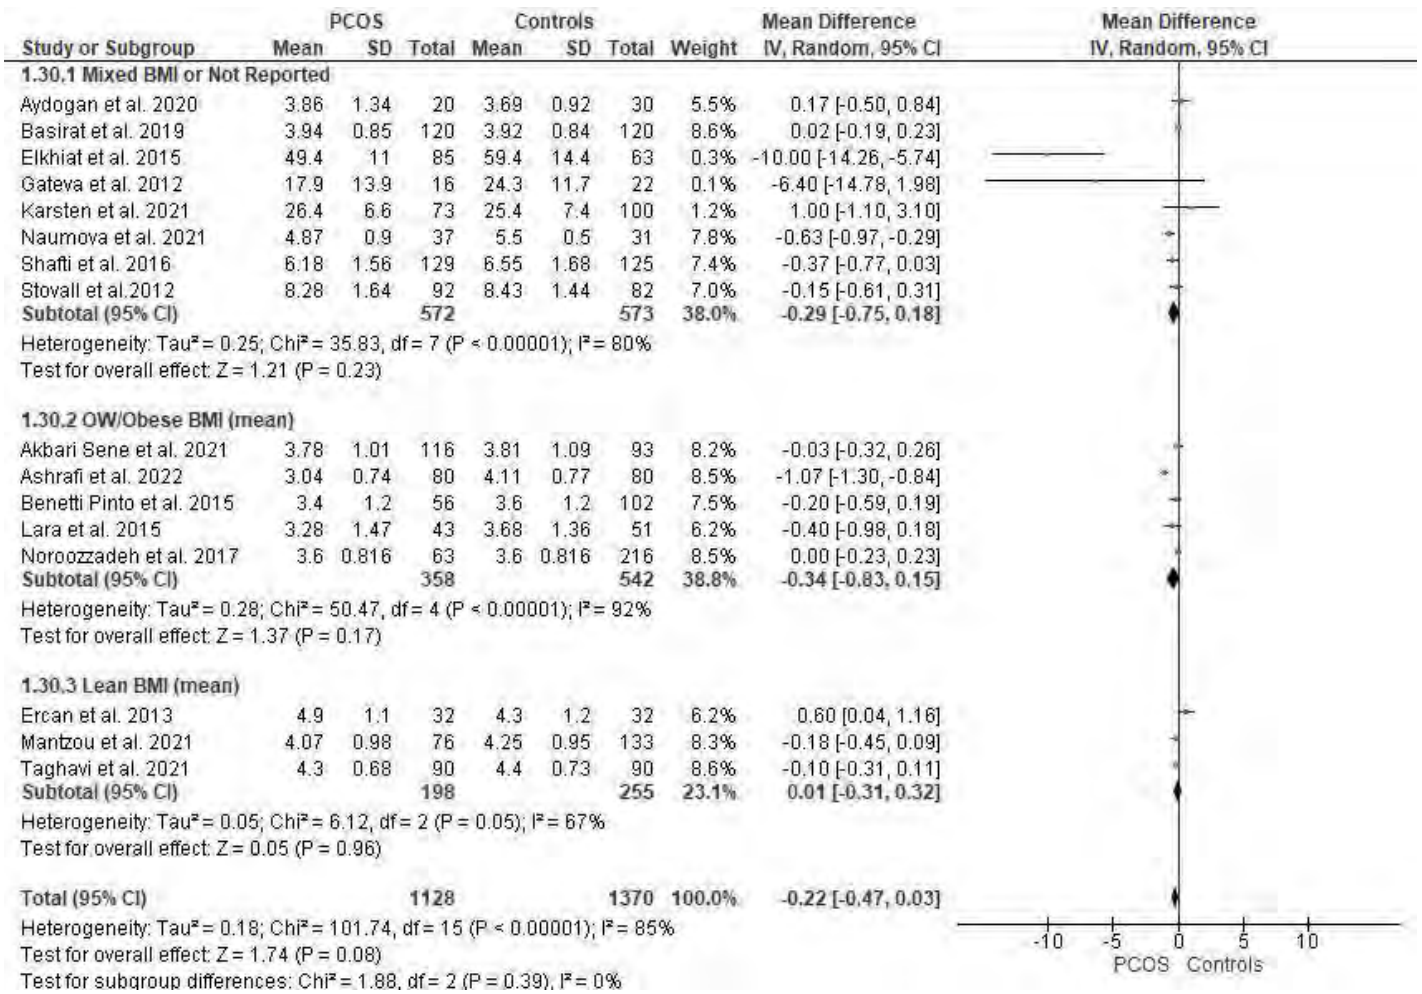 PCOS Controls Mean Difference Mean Difference
Study or Subgroup Mean SD Total Mean SD Total Weight IV, Random, 95% CI IV, Random, 95% CI
1.30.1 Mixed BMI or Not Reported
Aydogan et al. 2020 3.86 1.34 20 3.69 0.92 30 5.5% 0.17 [-0.50, 0.84]
Basirat et al. 2019 3.94 0.85 120 3.92 0.84 120 8.6% 0.02 [-0.19, 0.23]
Elkhiat et al. 2015 49.4 11 85 59.4 14.4 63 0.3% -10.00 [-14.26, -5.74]
Gateva et al. 2012 17.9 13.9 16 24.3 11.7 22 0.1% -6.40 [-14.78, 1.98]
Karsten et al. 2021 26.4 6.6 73 25.4 7.4 100 1.2% 1.00 [-1.10, 3.10]
Naumova et al. 2021 4.87 0.9 37 5.5 0.5 31 7.8% -0.63 [-0.97, -0.29]
Shafti et al. 2016 6.18 1.56 129 6.55 1.68 125 7.4% -0.37 [-0.77, 0.03]
Stovall et al.2012 8.28 1.64 92 8.43 1.44 82 7.0% -0.15 [-0.61, 0.31]
Subtotal (95% CI) 572 573 38.0% -0.29 [-0.75, 0.18]
Heterogeneity: Tau² = 0.25; Chi² = 35.83, df = 7 (P < 0.00001); I² = 80%
Test for overall effect: Z = 1.21 (P = 0.23)
1.30.2 OW/Obese BMI (mean)
Akbari Sene et al. 2021 3.78 1.01 116 3.81 1.09 93 8.2% -0.03 [-0.32, 0.26]
Ashrafi et al. 2022 3.04 0.74 80 4.11 0.77 80 8.5% -1.07 [-1.30, -0.84]
Benetti Pinto et al. 2015 3.4 1.2 56 3.6 1.2 102 7.5% -0.20 [-0.59, 0.19]
Lara et al. 2015 3.28 1.47 43 3.68 1.36 51 6.2% -0.40 [-0.98, 0.18]
Noroozzadeh et al. 2017 3.6 0.816 63 3.6 0.816 216 8.5% 0.00 [-0.23, 0.23]
Subtotal (95% CI) 358 542 38.8% -0.34 [-0.83, 0.15]
Heterogeneity: Tau² = 0.28; Chi² = 50.47, df = 4 (P < 0.00001); I² = 92%
Test for overall effect: Z = 1.37 (P = 0.17)
1.30.3 Lean BMI (mean)
Ercan et al. 2013 4.9 1.1 32 4.3 1.2 32 6.2% 0.60 [0.04, 1.16]
Mantzou et al. 2021 4.07 0.98 76 4.25 0.95 133 8.3% -0.18 [-0.45, 0.09]
Taghavi et al. 2021 4.3 0.68 90 4.4 0.73 90 8.6% -0.10 [-0.31, 0.11]
Subtotal (95% CI) 198 255 23.1% 0.01 [-0.31, 0.32]
Heterogeneity: Tau² = 0.05; Chi² = 6.12, df = 2 (P = 0.05); I² = 67%
Test for overall effect: Z = 0.05 (P = 0.96)
Total (95% CI) 1128 1370 100.0% -0.22 [-0.47, 0.03]
Heterogeneity: Tau² = 0.18; Chi² = 101.74, df = 15 (P < 0.00001); I² = 85%
Test for overall effect: Z = 1.74 (P = 0.08)
Test for subgroup differences: Chi² = 1.88, df = 2 (P = 0.39), I² = 0%
-10 -5 0 5 10
PCOS Controls